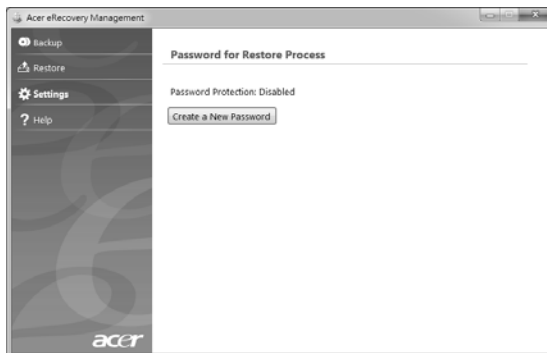 Acer eRecovery Management
Backup
Restore
Settings
? Help
Password for Restore Process
Password Protection: Disabled
Create a New Password
acer